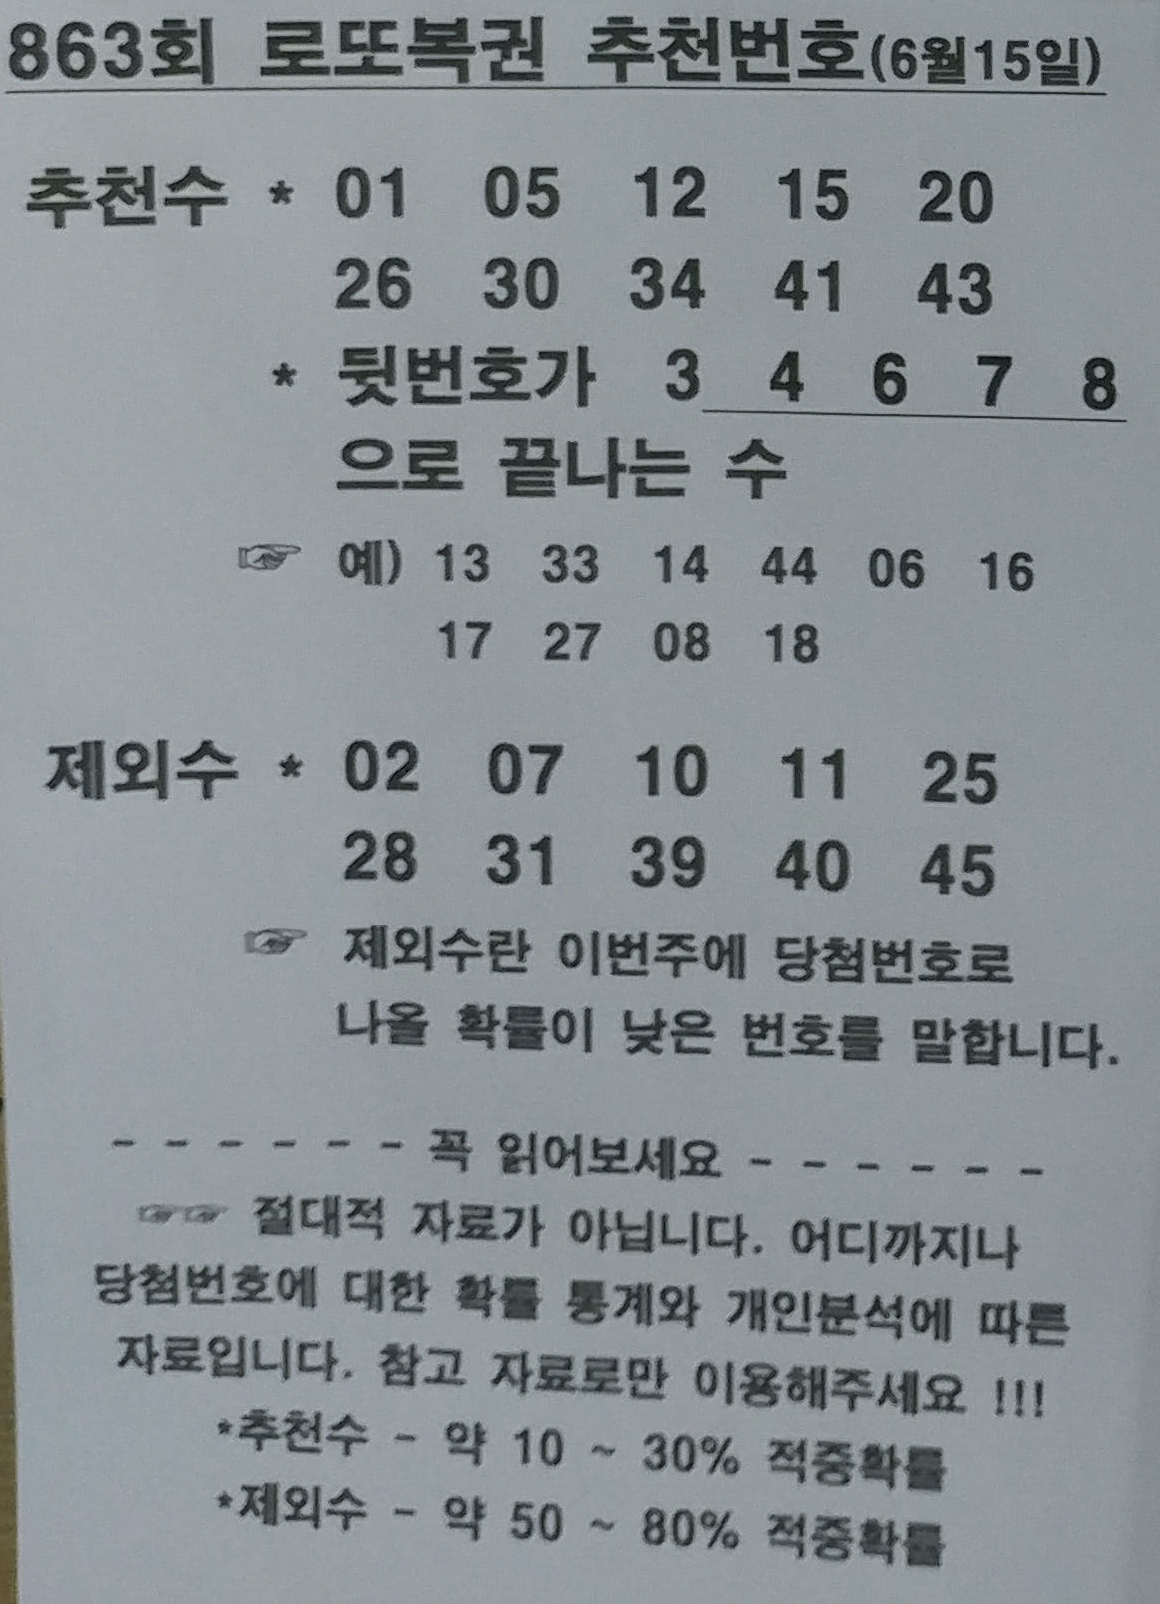 863회 로또복권 추천번호(6월15일)
추천수 * 01 05 12 15 20
26 30 34 41 43
* 뒷번호가 3 4 6 7 8
으로 끝나는 수
☞ 예) 13 33 14 44 06 16
17 27 08 18
제외수 * 02 07 10 11 25
28 31 39 40 45
☞ 제외수란 이번주에 당첨번호로
나올 확률이 낮은 번호를 말합니다.
- - - - - - 꼭 읽어보세요 - - - - - -
☞☞ 절대적 자료가 아닙니다. 어디까지나
당첨번호에 대한 확률 통계와 개인분석에 따른
자료입니다. 참고 자료로만 이용해주세요 !!!
*추천수 - 약 10 ~ 30% 적중확률
*제외수 - 약 50 ~ 80% 적중확률